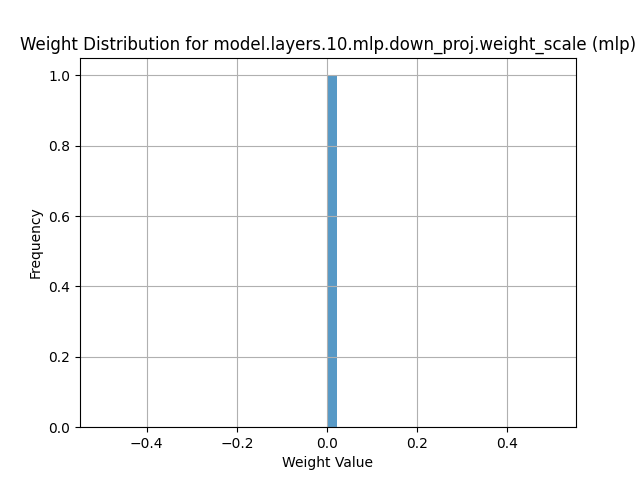 Weight Distribution for model.layers.10.mlp.down_proj.weight_scale (mlp)
1.0
0.8
0.6
0.4
0.2
0.0
Frequency
−0.4 −0.2 0.0 0.2 0.4
Weight Value